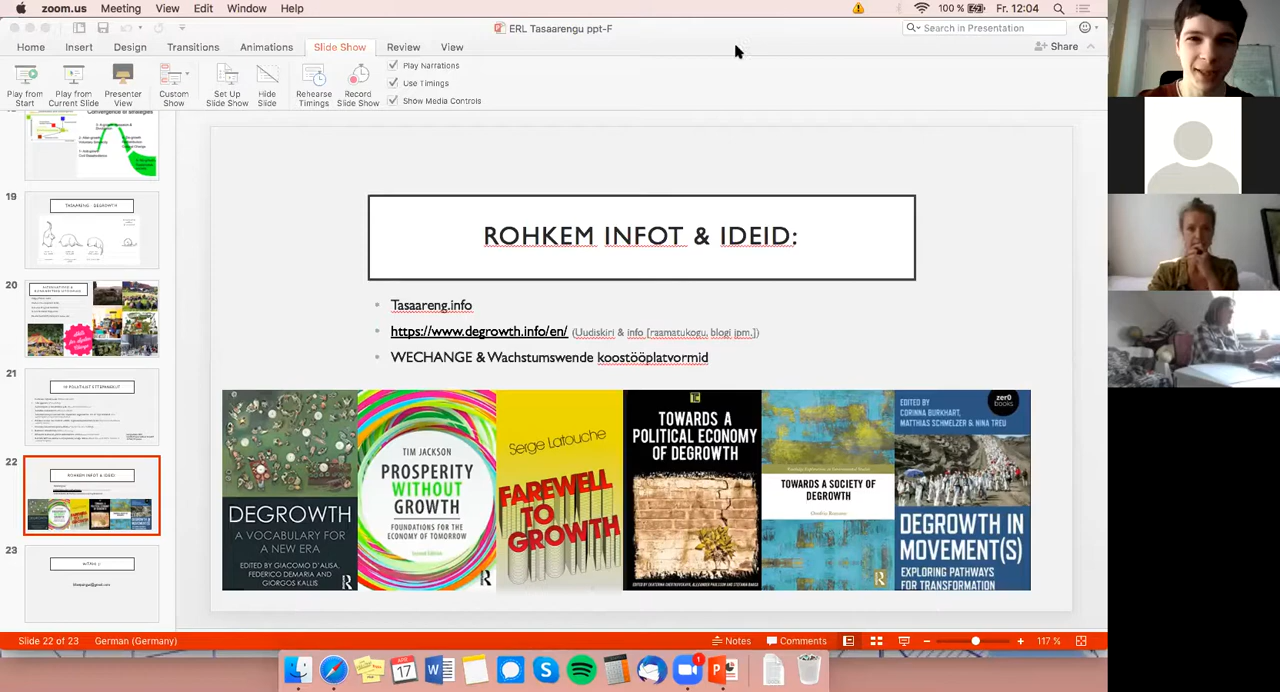 zoom.us Meeting View Edit Window Help 100 % Fr. 12:04
ERL Tasaarengu ppt-F
Search in Presentation
Home Insert Design Transitions Animations Slide Show Review View
Share
Play from Start
Play from Current Slide
Presenter View
Custom Show
Set Up Slide Show
Hide Slide
Rehearse Timings
Record Slide Show
Play Narrations
Use Timings
Show Media Controls
19
20
21
22
23
ROHKEM INFOT & IDEID:
Tasaareng.info
https://www.degrowth.info/en/ (Uudiskiri & info [raamatukogu, blogi jpm.])
WECHANGE & Wachstumswende koostööplatvormid
DEGROWTH
A VOCABULARY FOR
A NEW ERA
EDITED BY GIACOMO D'ALISA,
FEDERICO DEMARIA AND
GIORGOS KALLIS
TIM JACKSON
PROSPERITY
WITHOUT
GROWTH
FOUNDATIONS FOR THE
ECONOMY OF TOMORROW
Second Edition
Serge Latouche
FAREWELL
TO
GROWTH
TOWARDS A
POLITICAL ECONOMY
OF DEGROWTH
TOWARDS A SOCIETY OF
DEGROWTH
EDITED BY
CORINNA BURKHART,
MATTHIAS SCHMELZER & NINA TREU
zer0
books
DEGROWTH IN
MOVEMENT(S)
EXPLORING PATHWAYS
FOR TRANSFORMATION
Slide 22 of 23 German (Germany) Notes Comments 117 %
APR
17
1